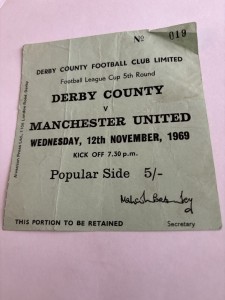 No 019
DERBY COUNTY FOOTBALL CLUB LIMITED
Football League Cup 5th Round
DERBY COUNTY
v
MANCHESTER UNITED
WEDNESDAY, 12th NOVEMBER, 1969
KICK OFF 7.30 p.m.
Popular Side 5/-
Secretary
THIS PORTION TO BE RETAINED